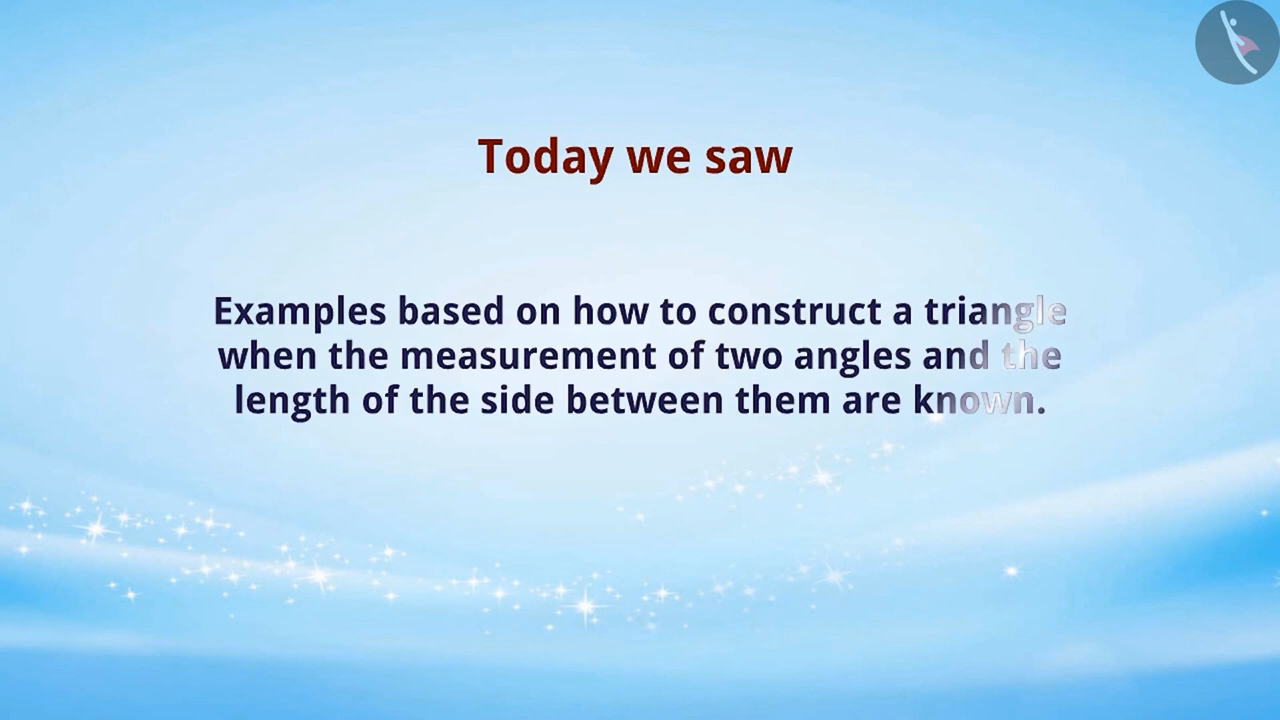 Today we saw
Examples based on how to construct a triangle
when the measurement of two angles and the
length of the side between them are known.